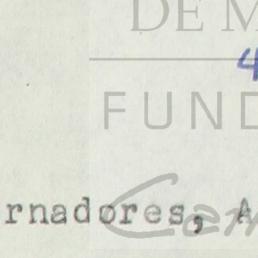 DE M
4
FUND
rnadores, A